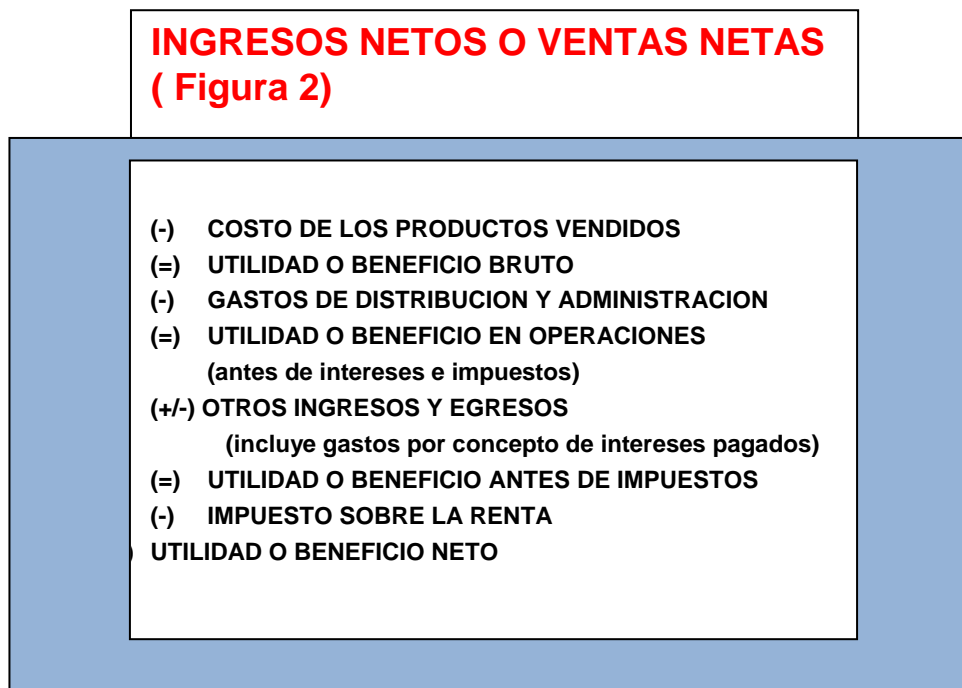 INGRESOS NETOS O VENTAS NETAS
( Figura 2)
(-) COSTO DE LOS PRODUCTOS VENDIDOS
(=) UTILIDAD O BENEFICIO BRUTO
(-) GASTOS DE DISTRIBUCION Y ADMINISTRACION
(=) UTILIDAD O BENEFICIO EN OPERACIONES
(antes de intereses e impuestos)
(+/-) OTROS INGRESOS Y EGRESOS
(incluye gastos por concepto de intereses pagados)
(=) UTILIDAD O BENEFICIO ANTES DE IMPUESTOS
(-) IMPUESTO SOBRE LA RENTA
) UTILIDAD O BENEFICIO NETO